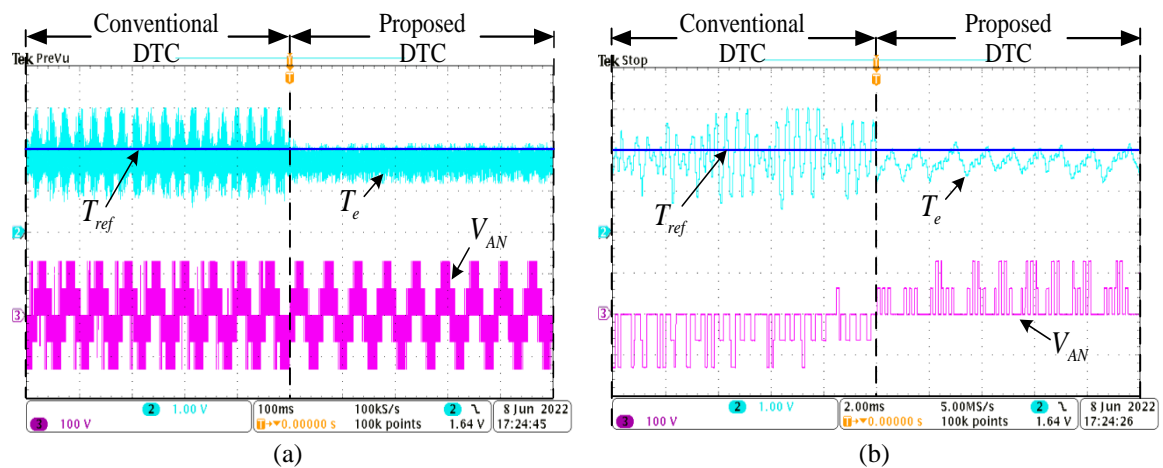 Conventional DTC
Proposed DTC
Tek PreVu
T
T_ref
T_e
2
V_AN
3
2 1.00 V
3 100 V
100ms 100kS/s 2 8 Jun 2022
T→▼0.00000 s 100k points 1.64 V 17:24:45
(a)
Conventional DTC
Proposed DTC
Tek Stop
T
T_ref
T_e
2
3
V_AN
2 1.00 V
3 100 V
2.00ms 5.00MS/s 2 8 Jun 2022
T→▼0.00000 s 100k points 1.64 V 17:24:26
(b)